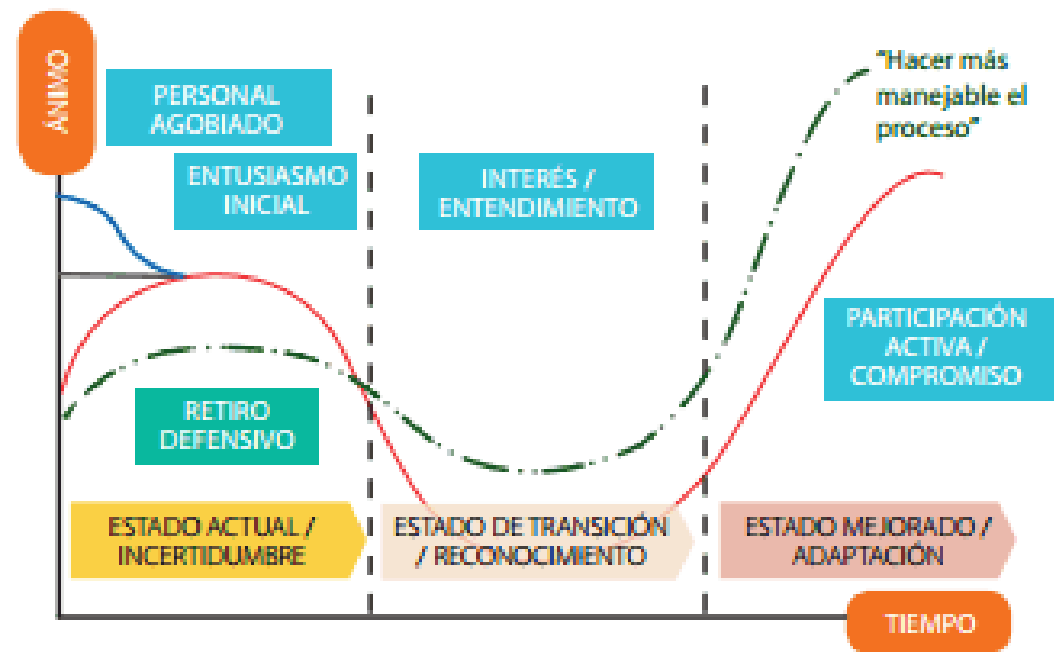 ÁNIMO
PERSONAL
AGOBIADO
ENTUSIASMO
INICIAL
INTERÉS /
ENTENDIMIENTO
"Hacer más
manejable el
proceso"
PARTICIPACIÓN
ACTIVA /
COMPROMISO
RETIRO
DEFENSIVO
ESTADO ACTUAL /
INCERTIDUMBRE
ESTADO DE TRANSICIÓN
/ RECONOCIMIENTO
ESTADO MEJORADO /
ADAPTACIÓN
TIEMPO